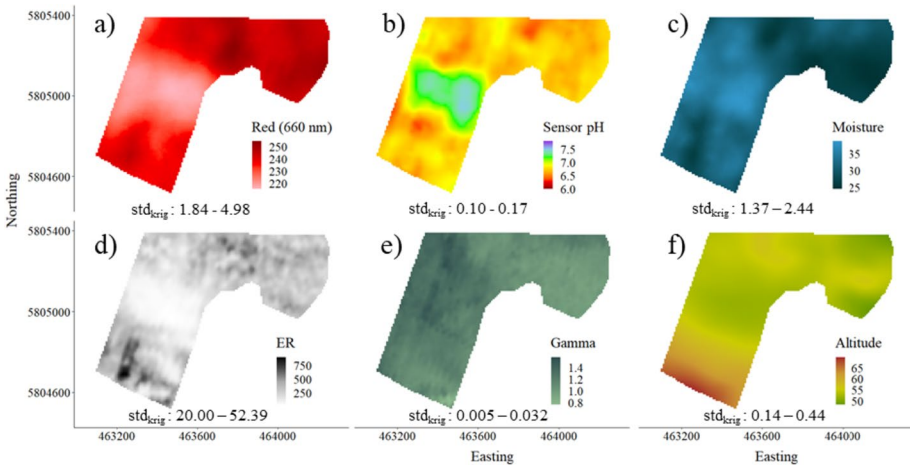 a)
b)
c)
5805400
5805000
5804600
Northing
Red (660 nm)
250
240
230
220
Sensor pH
7.5
7.0
6.5
6.0
Moisture
35
30
25
std_krig: 1.84 - 4.98
std_krig: 0.10 - 0.17
std_krig: 1.37 – 2.44
d)
e)
f)
5805400
5805000
5804600
ER
750
500
250
Gamma
1.4
1.2
1.0
0.8
Altitude
65
60
55
50
std_krig: 20.00 – 52.39
std_krig: 0.005 – 0.032
std_krig: 0.14 – 0.44
463200 463600 464000
463200 463600 464000
463200 463600 464000
Easting
Easting